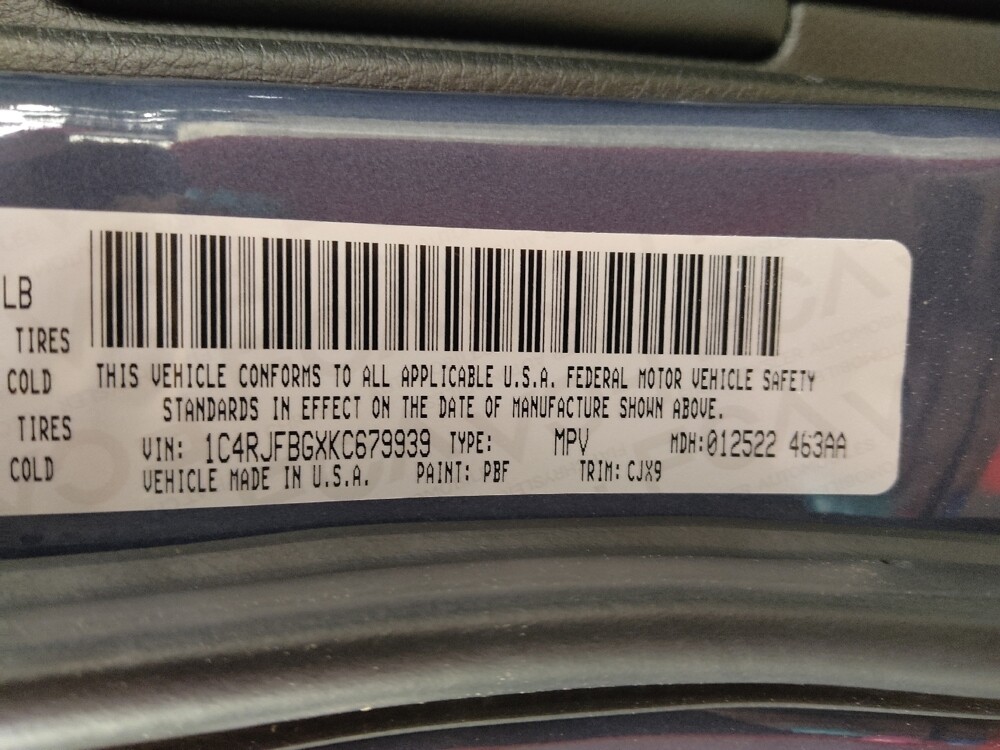 LB
TIRES
COLD
TIRES
COLD
THIS VEHICLE CONFORMS TO ALL APPLICABLE U.S.A. FEDERAL MOTOR VEHICLE SAFETY
STANDARDS IN EFFECT ON THE DATE OF MANUFACTURE SHOWN ABOVE.
VIN: 1C4RJFBGXKC679939 TYPE: MPV MDH:012522 463AA
VEHICLE MADE IN U.S.A. PAINT: PBF TRIM: CJX9